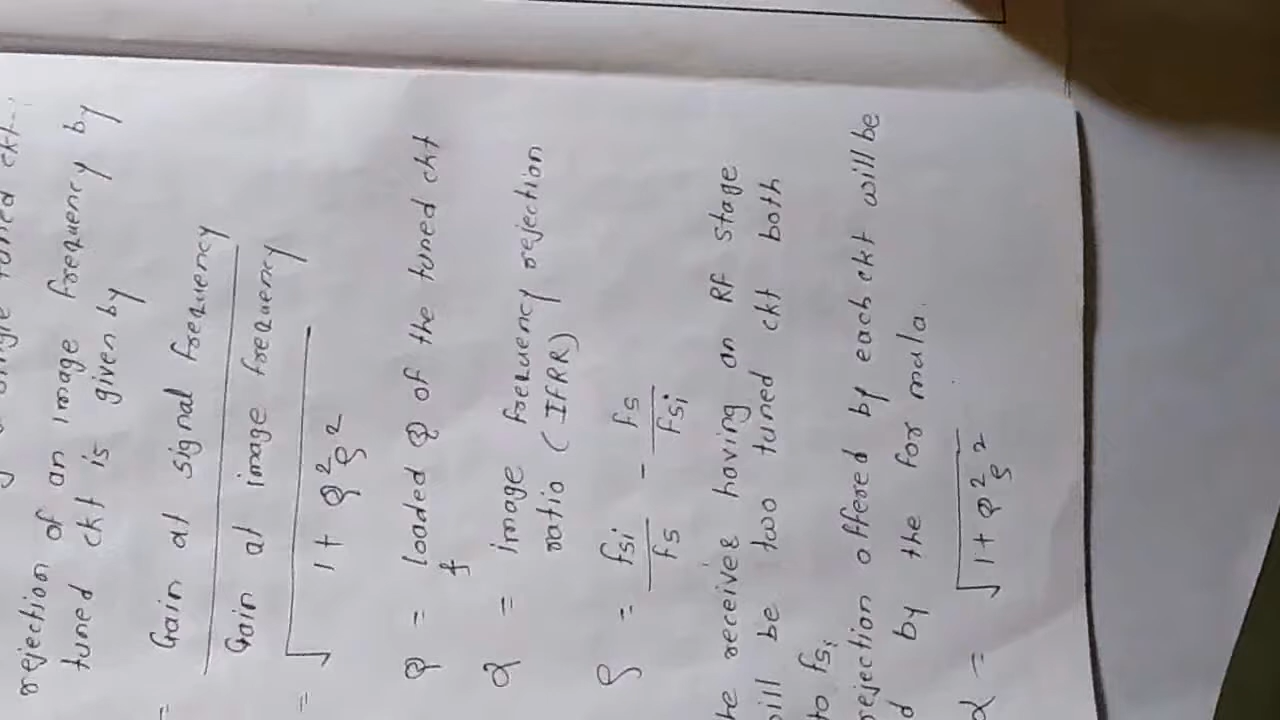 single tuned ckt..
rejection of an image frequency by
tuned ckt is given by
= Gain at signal frequency
Gain at image frequency
= √1+ Q²ρ²
Q = loaded Q of the tuned ckt
f
α = image frequency rejection
ratio (IFRR)
ρ = fsi/fs - fs/fsi
receiver having an RF stage
be two tuned ckt both
to fsi
rejection offered by each ckt will be
by the formula.
α = √1+Q²ρ²